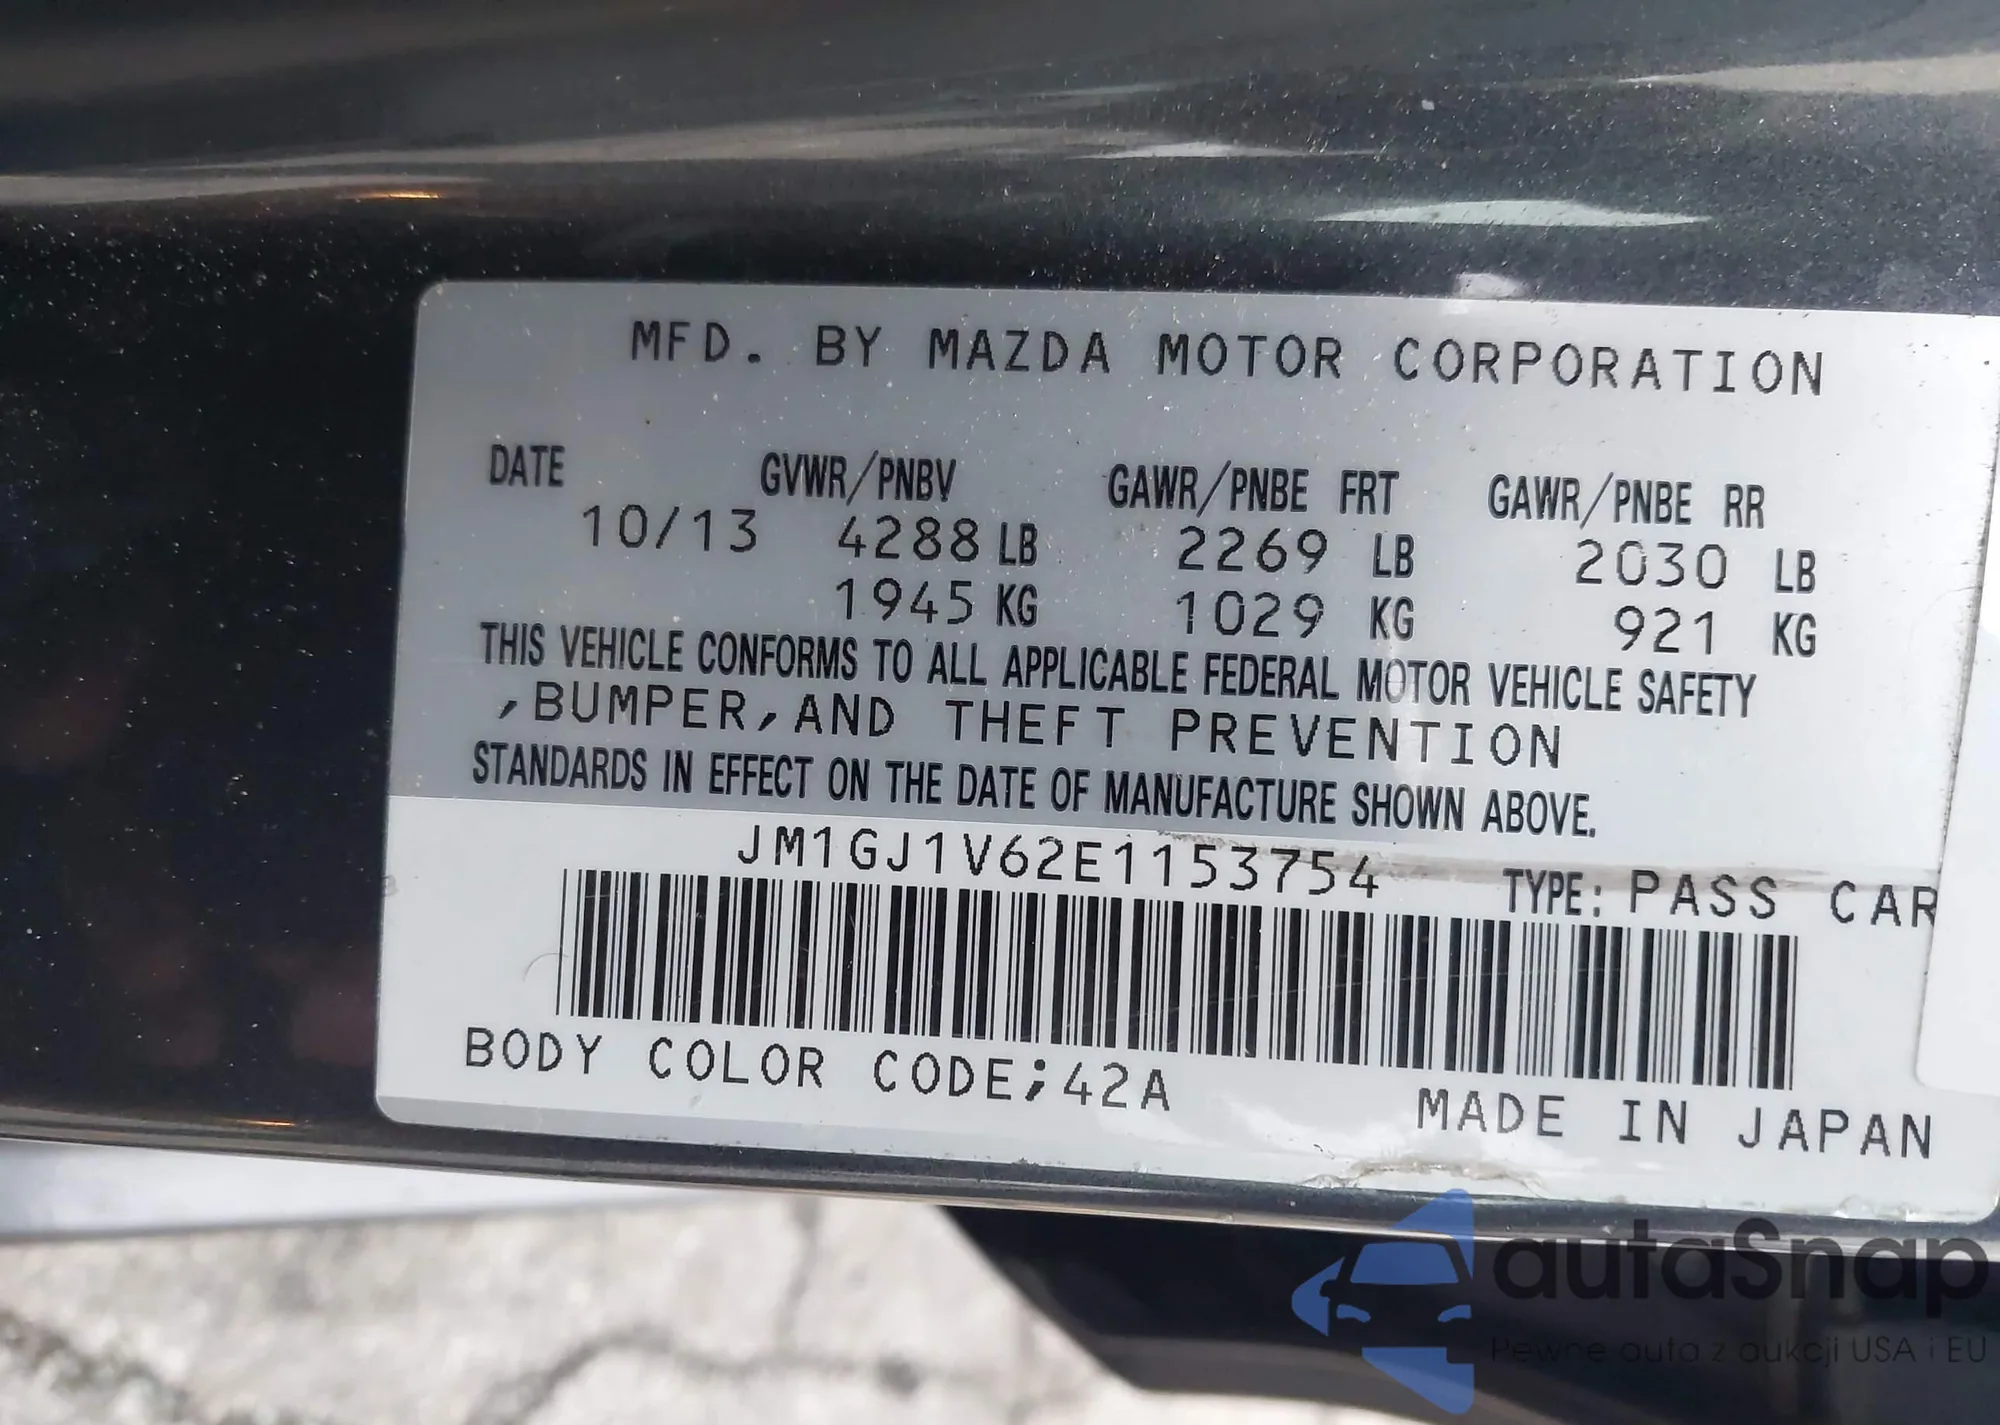 MFD. BY MAZDA MOTOR CORPORATION
DATE GVWR/PNBV GAWR/PNBE FRT GAWR/PNBE RR
10/13 4288 LB 2269 LB 2030 LB
1945 KG 1029 KG 921 KG
THIS VEHICLE CONFORMS TO ALL APPLICABLE FEDERAL MOTOR VEHICLE SAFETY
,BUMPER,AND THEFT PREVENTION
STANDARDS IN EFFECT ON THE DATE OF MANUFACTURE SHOWN ABOVE.
JM1GJ1V62E1153754 TYPE: PASS CAR
BODY COLOR CODE;42A
MADE IN JAPAN
autaSnap
Pewne auta z aukcji USA i EU